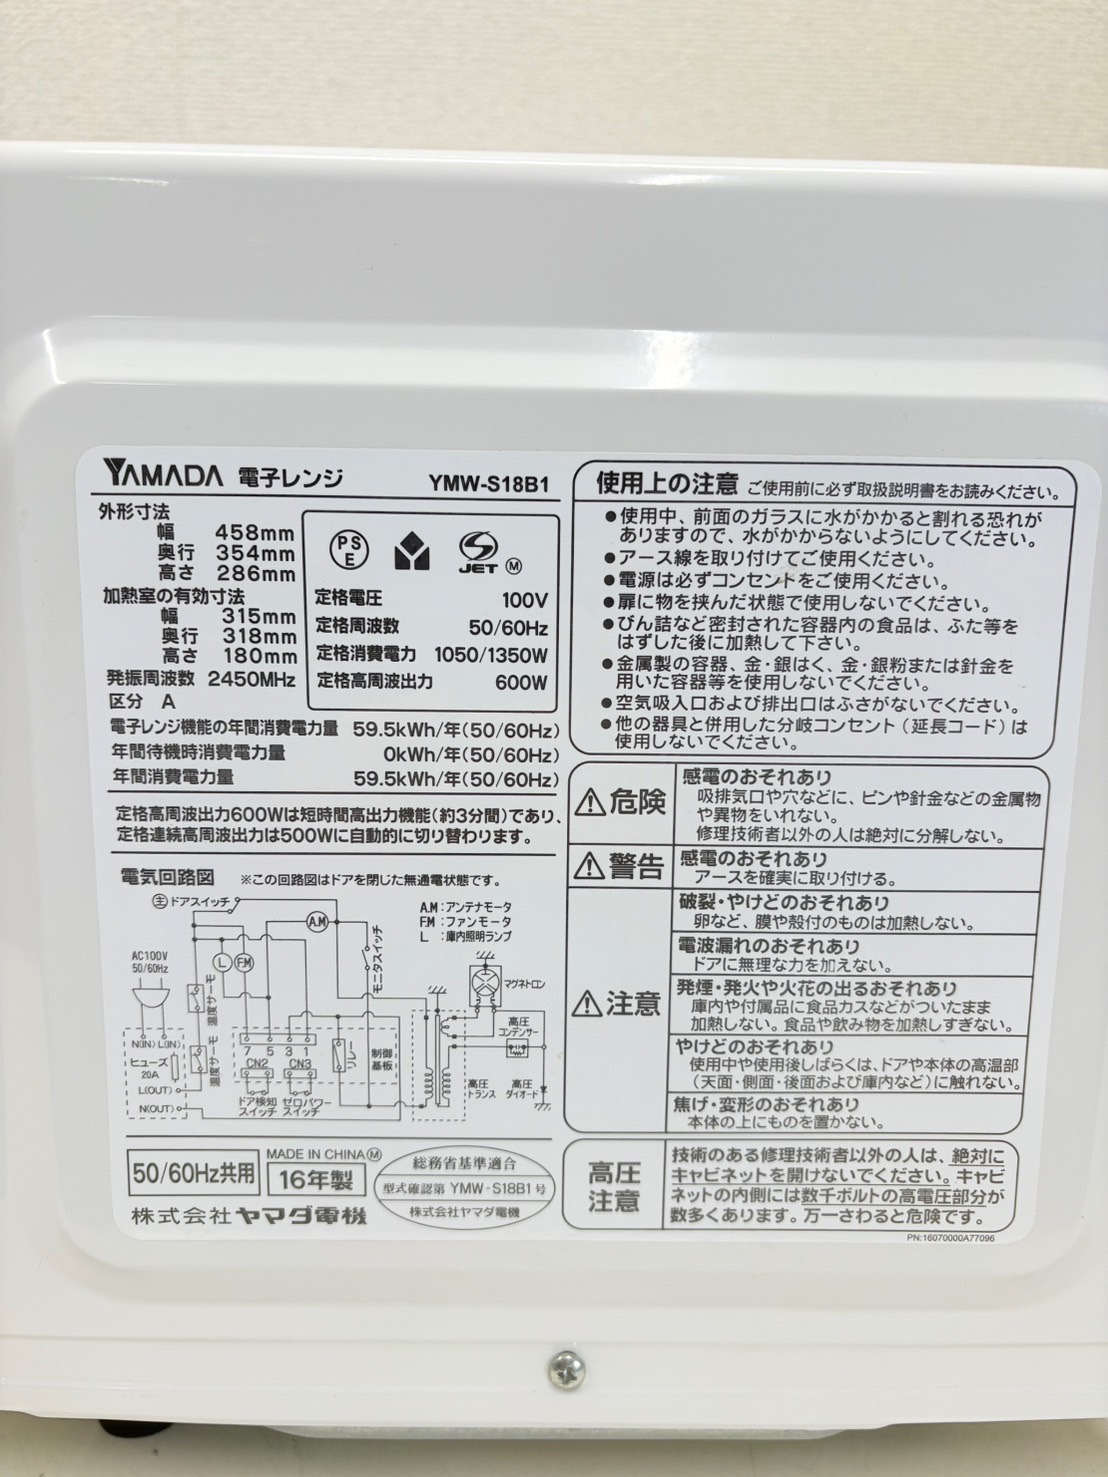 YAMADA 電子レンジ YMW-S18B1
外形寸法
幅 458mm
奥行 354mm
高さ 286mm
加熱室の有効寸法
幅 315mm
奥行 318mm
高さ 180mm
発振周波数 2450MHz
区分 A
PS
E
JET M
定格電圧 100V
定格周波数 50/60Hz
定格消費電力 1050/1350W
定格高周波出力 600W
電子レンジ機能の年間消費電力量 59.5kWh/年(50/60Hz)
年間待機時消費電力量 0kWh/年(50/60Hz)
年間消費電力量 59.5kWh/年(50/60Hz)
定格高周波出力600Wは短時間高出力機能(約3分間)であり、
定格連続高周波出力は500Wに自動的に切り替わります。
電気回路図 ※この回路図はドアを閉じた無通電状態です。
主 ドアスイッチ
A.M
A.M:アンテナモータ
F.M:ファンモータ
L :庫内照明ランプ
AC100V
50/60Hz
L
F.M
温度サーモ
モニタスイッチ
マグネトロン
高圧
コンデンサー
N(IN) L(IN)
ヒューズ
20A
L(OUT)
N(OUT)
温度サーモ
7 5 3 1
CN2 CN3
リレー
制御
基板
ドア検知
スイッチ
ゼロパワー
スイッチ
高圧
トランス
高圧
ダイオード
50/60Hz共用
MADE IN CHINA M
16年製
株式会社ヤマダ電機
総務省基準適合
型式確認第 YMW-S18B1号
株式会社ヤマダ電機
使用上の注意 ご使用前に必ず取扱説明書をお読みください。
●使用中、前面のガラスに水がかかると割れる恐れが
ありますので、水がかからないようにしてください。
●アース線を取り付けてご使用ください。
●電源は必ずコンセントをご使用ください。
●扉に物を挟んだ状態で使用しないでください。
●びん詰など密封された容器内の食品は、ふた等を
はずした後に加熱して下さい。
●金属製の容器、金・銀はく、金・銀粉または針金を
用いた容器等を使用しないでください。
●空気吸入口および排出口はふさがないでください。
●他の器具と併用した分岐コンセント(延長コード)は
使用しないでください。
⚠危険
感電のおそれあり
吸排気口や穴などに、ピンや針金などの金属物
や異物をいれない。
修理技術者以外の人は絶対に分解しない。
⚠警告
感電のおそれあり
アースを確実に取り付ける。
⚠注意
破裂・やけどのおそれあり
卵など、膜や殻付のものは加熱しない。
電波漏れのおそれあり
ドアに無理な力を加えない。
発煙・発火や火花の出るおそれあり
庫内や付属品に食品カスなどがついたまま
加熱しない。食品や飲み物を加熱しすぎない。
やけどのおそれあり
使用中や使用後しばらくは、ドアや本体の高温部
(天面・側面・後面および庫内など)に触れない。
焦げ・変形のおそれあり
本体の上にものを置かない。
高圧
注意
技術のある修理技術者以外の人は、絶対に
キャビネットを開けないでください。キャビ
ネットの内側には数千ボルトの高電圧部分が
数多くあります。万一さわると危険です。
PN:16070000A77096